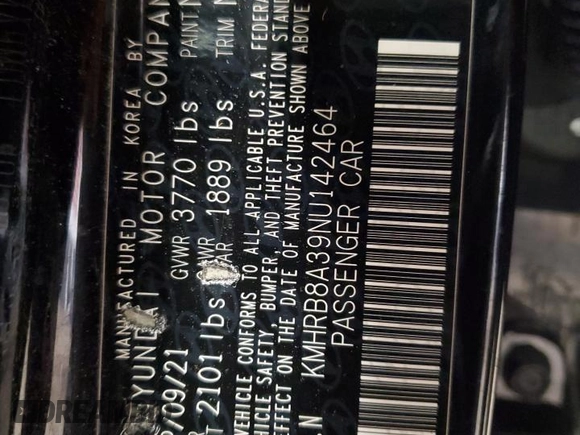 MANUFACTURED IN KOREA BY
HYUNDAI MOTOR COMPANY
/09/21 GVWR 3770 lbs PAINT
2101 lbs 1889 lbs TRIM
VEHICLE CONFORMS TO ALL APPLICABLE U.S.A. FEDERAL
VEHICLE SAFETY, BUMPER, AND THEFT PREVENTION STAND
EFFECT ON THE DATE OF MANUFACTURE SHOWN ABOVE
KMHRB8A39NU142464
PASSENGER CAR